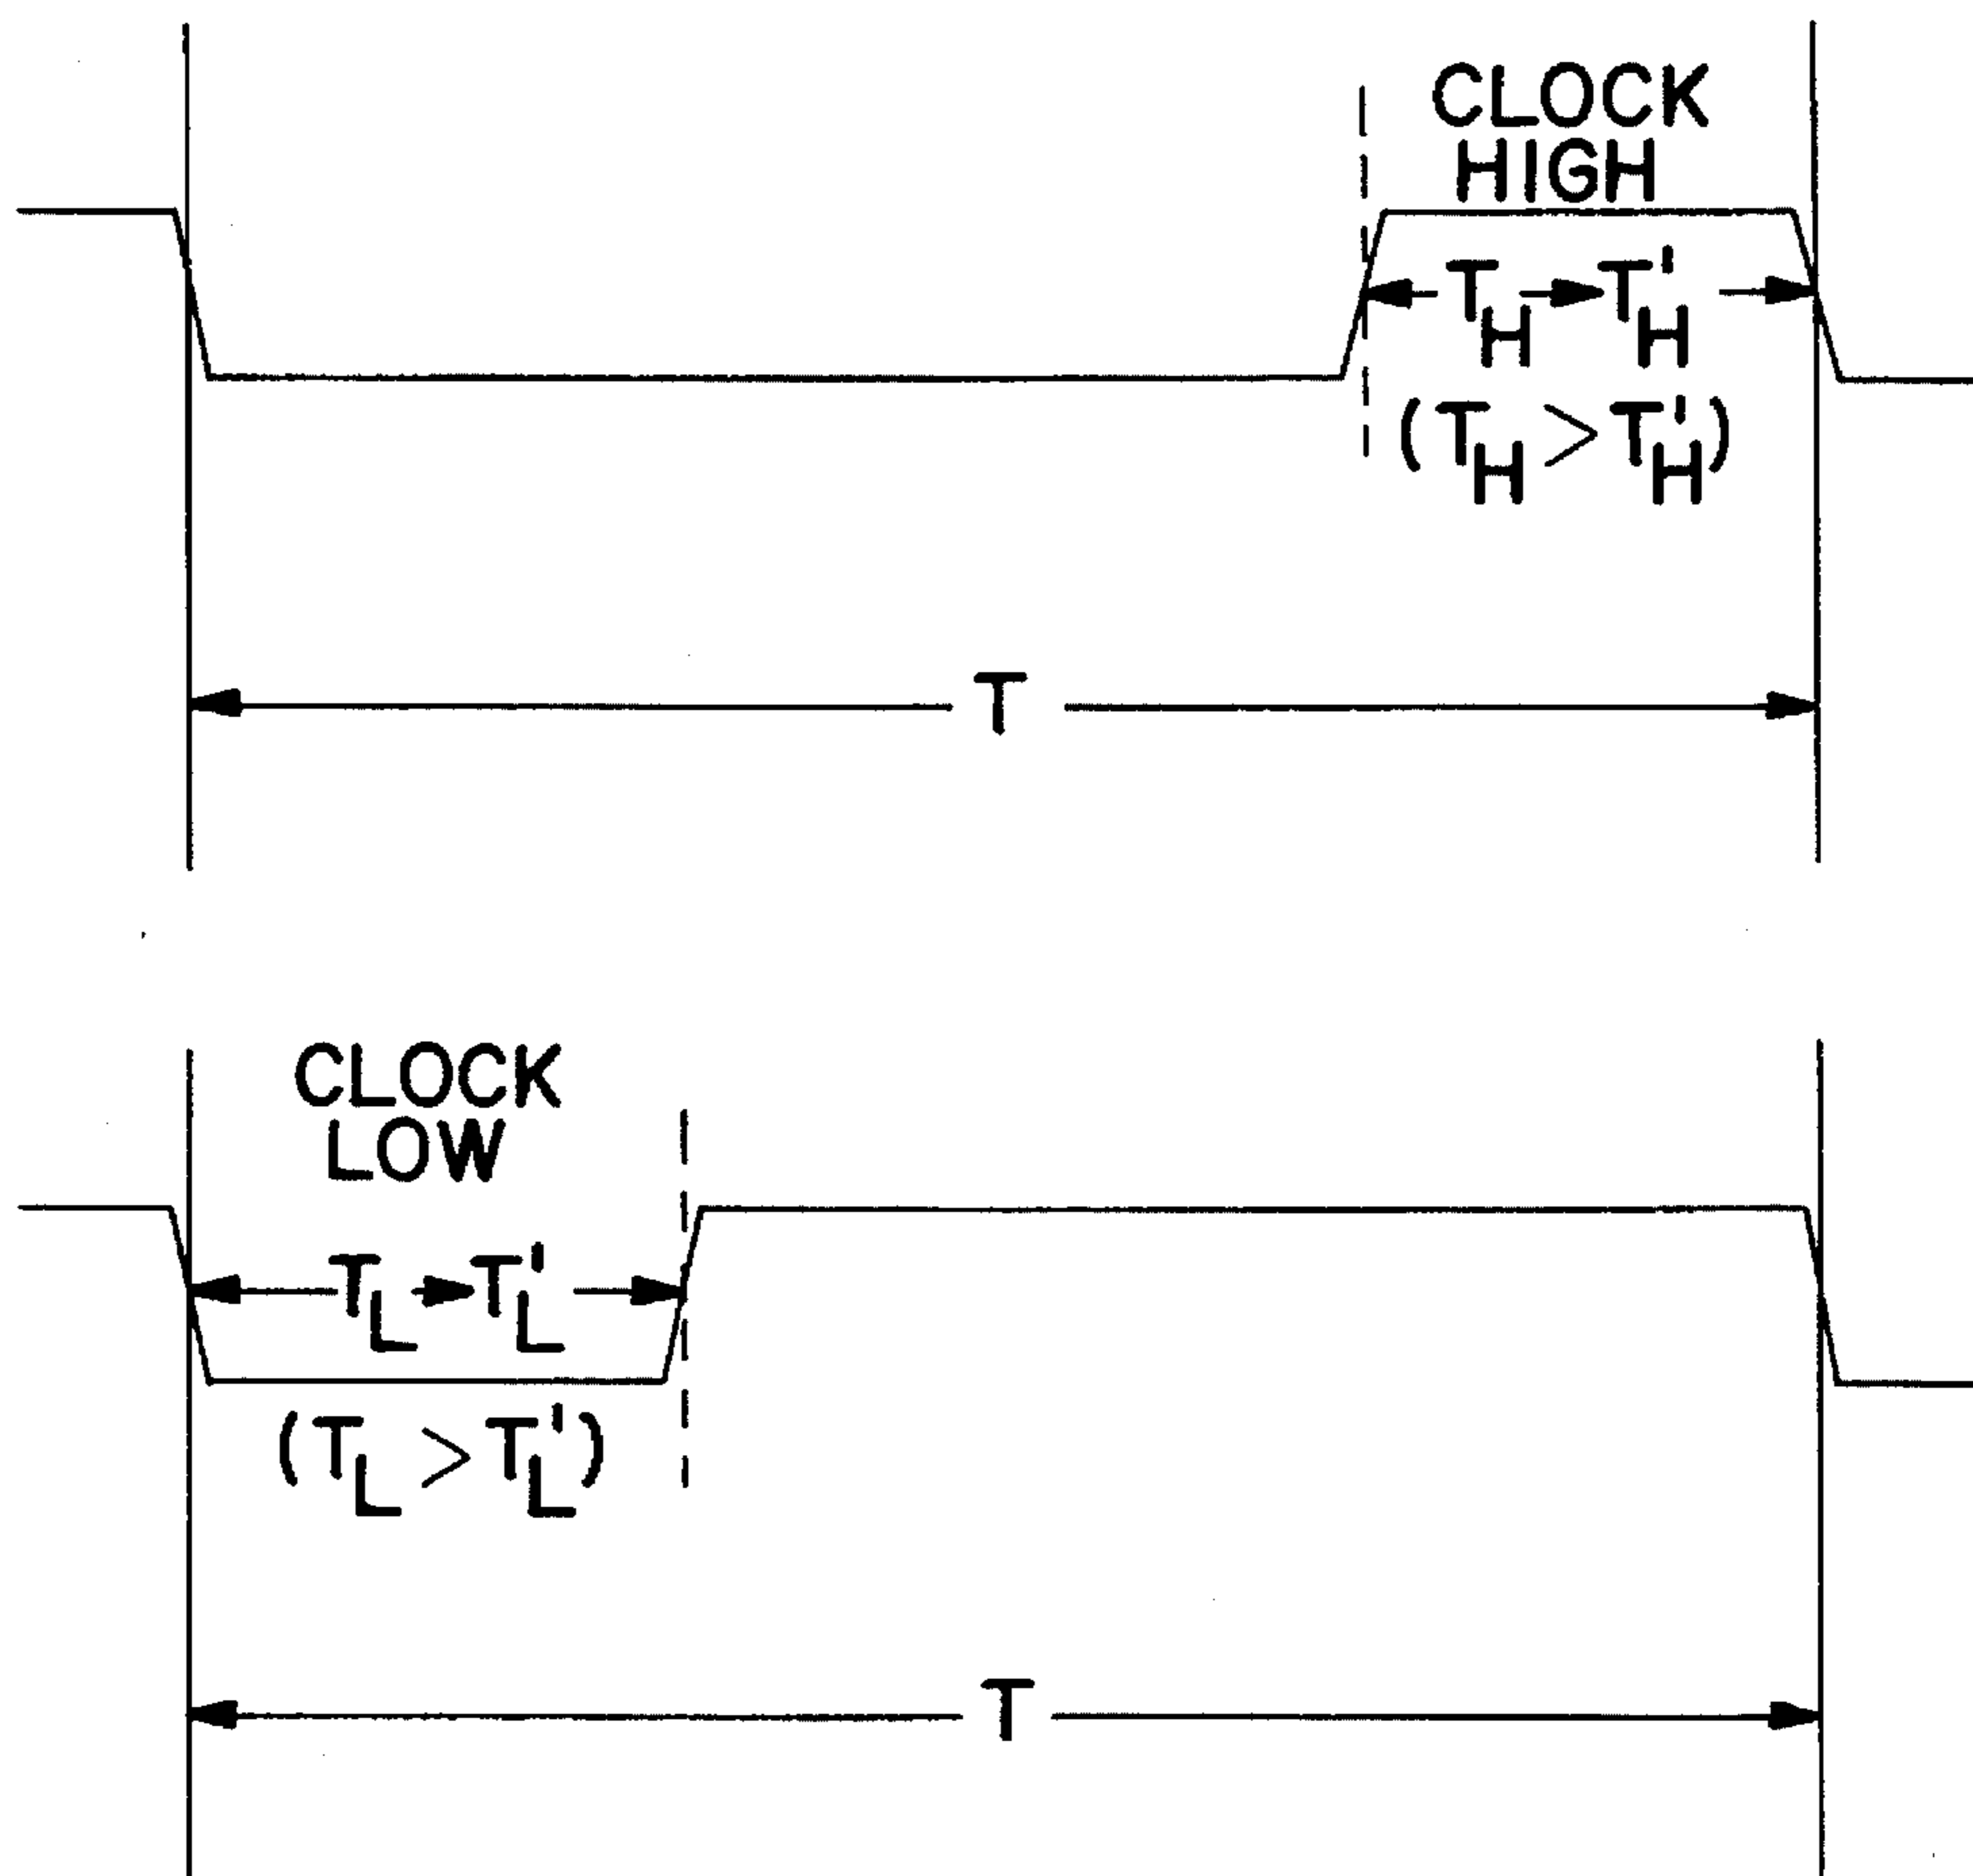 CLOCK
HIGH
T_H → T'_H
(T_H > T'_H)
T
CLOCK
LOW
T_L → T'_L
(T_L > T'_L)
T